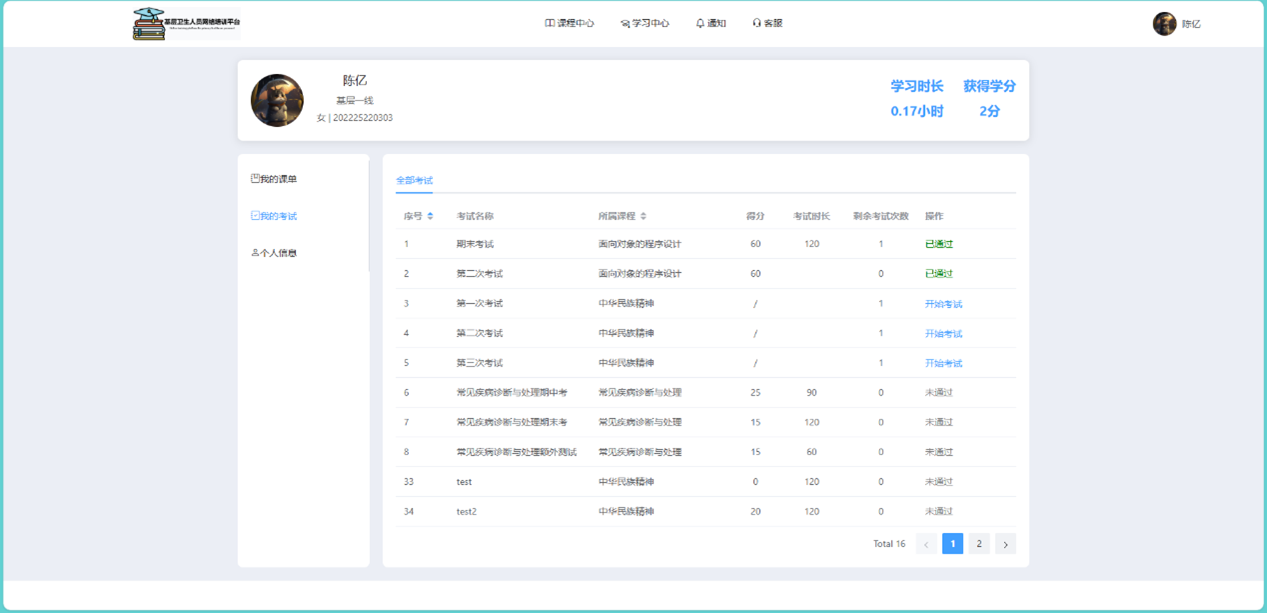 基层卫生人员网络培训平台
课程中心 学习中心 通知 客服
陈亿
陈亿
基层一线
女 | 202225220303
学习时长 获得学分
0.17小时 2分
我的课单
我的考试
个人信息
全部考试
序号 考试名称 所属课程 得分 考试时长 剩余考试次数 操作
1 期末考试 面向对象的程序设计 60 120 1 已通过
2 第二次考试 面向对象的程序设计 60 0 已通过
3 第一次考试 中华民族精神 / 1 开始考试
4 第二次考试 中华民族精神 / 1 开始考试
5 第三次考试 中华民族精神 / 1 开始考试
6 常见疾病诊断与处理期中考 常见疾病诊断与处理 25 90 0 未通过
7 常见疾病诊断与处理期末考 常见疾病诊断与处理 15 120 0 未通过
8 常见疾病诊断与处理额外测试 常见疾病诊断与处理 15 60 0 未通过
33 test 中华民族精神 0 120 0 未通过
34 test2 中华民族精神 20 120 0 未通过
Total 16 ‹ 1 2 ›